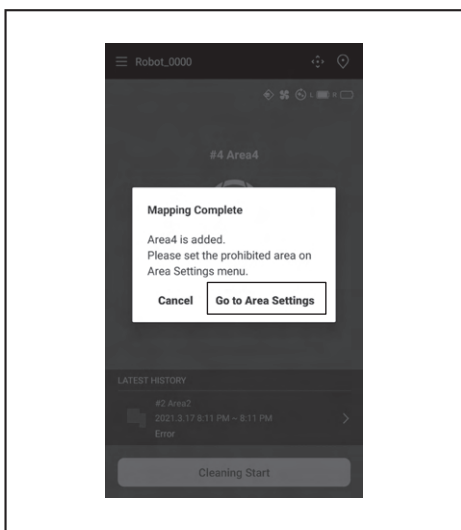 Robot_0000
L R
#4 Area4
Mapping Complete
Area4 is added.
Please set the prohibited area on
Area Settings menu.
Cancel Go to Area Settings
LATEST HISTORY
#2 Area2
2021.3.17 8:11 PM ~ 8:11 PM
Error
Cleaning Start